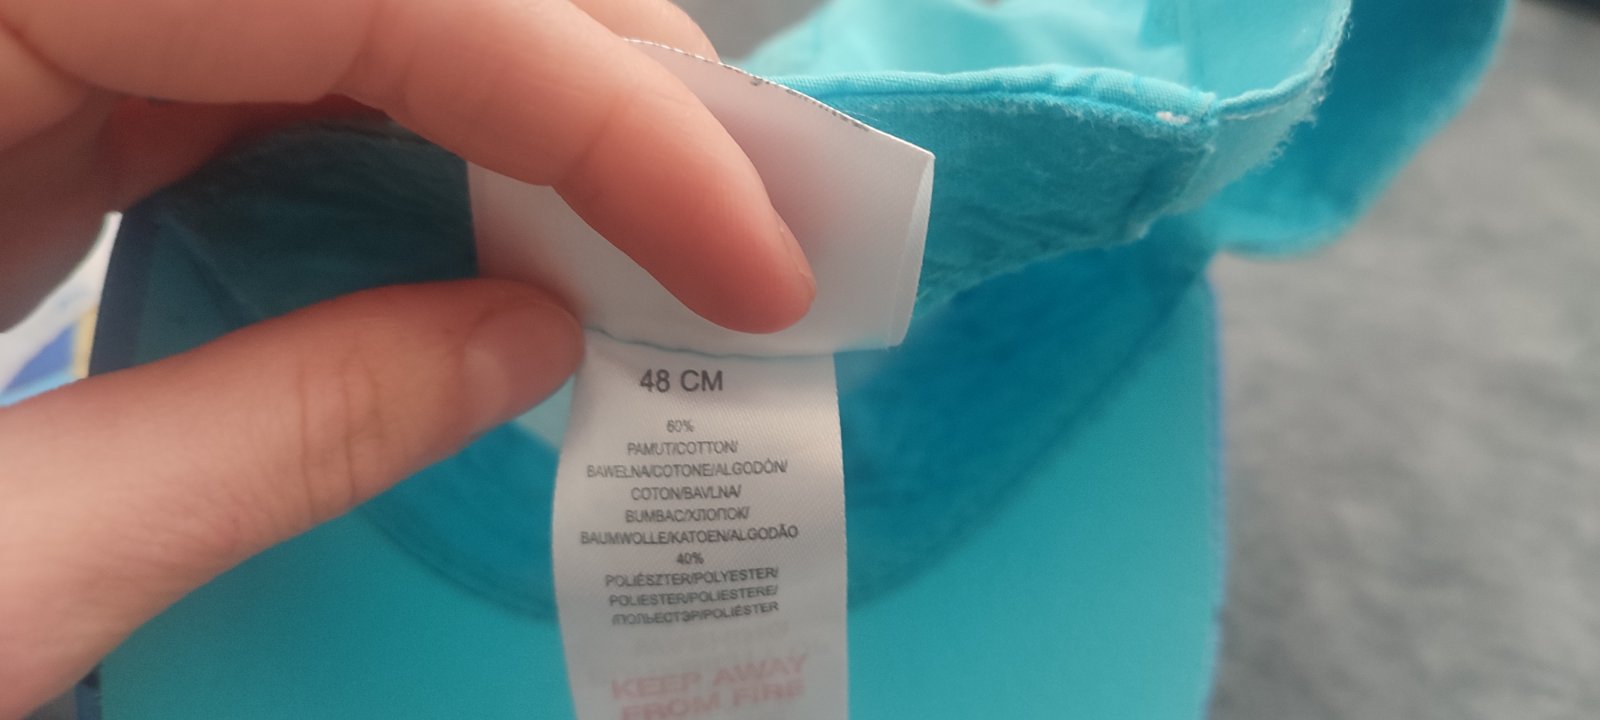 48 CM
60%
PAMUT/COTTON/
BAWEŁNA/COTONE/ALGODÓN/
COTON/BAVLNA/
BUMBAC/ХЛОПОК/
BAUMWOLLE/KATOEN/ALGODÃO
40%
POLIÉSZTER/POLYESTER/
POLIESTER/POLIESTERE/
/ПОЛЬЕСТЭР/POLIÉSTER
KEEP AWAY
FROM FIRE